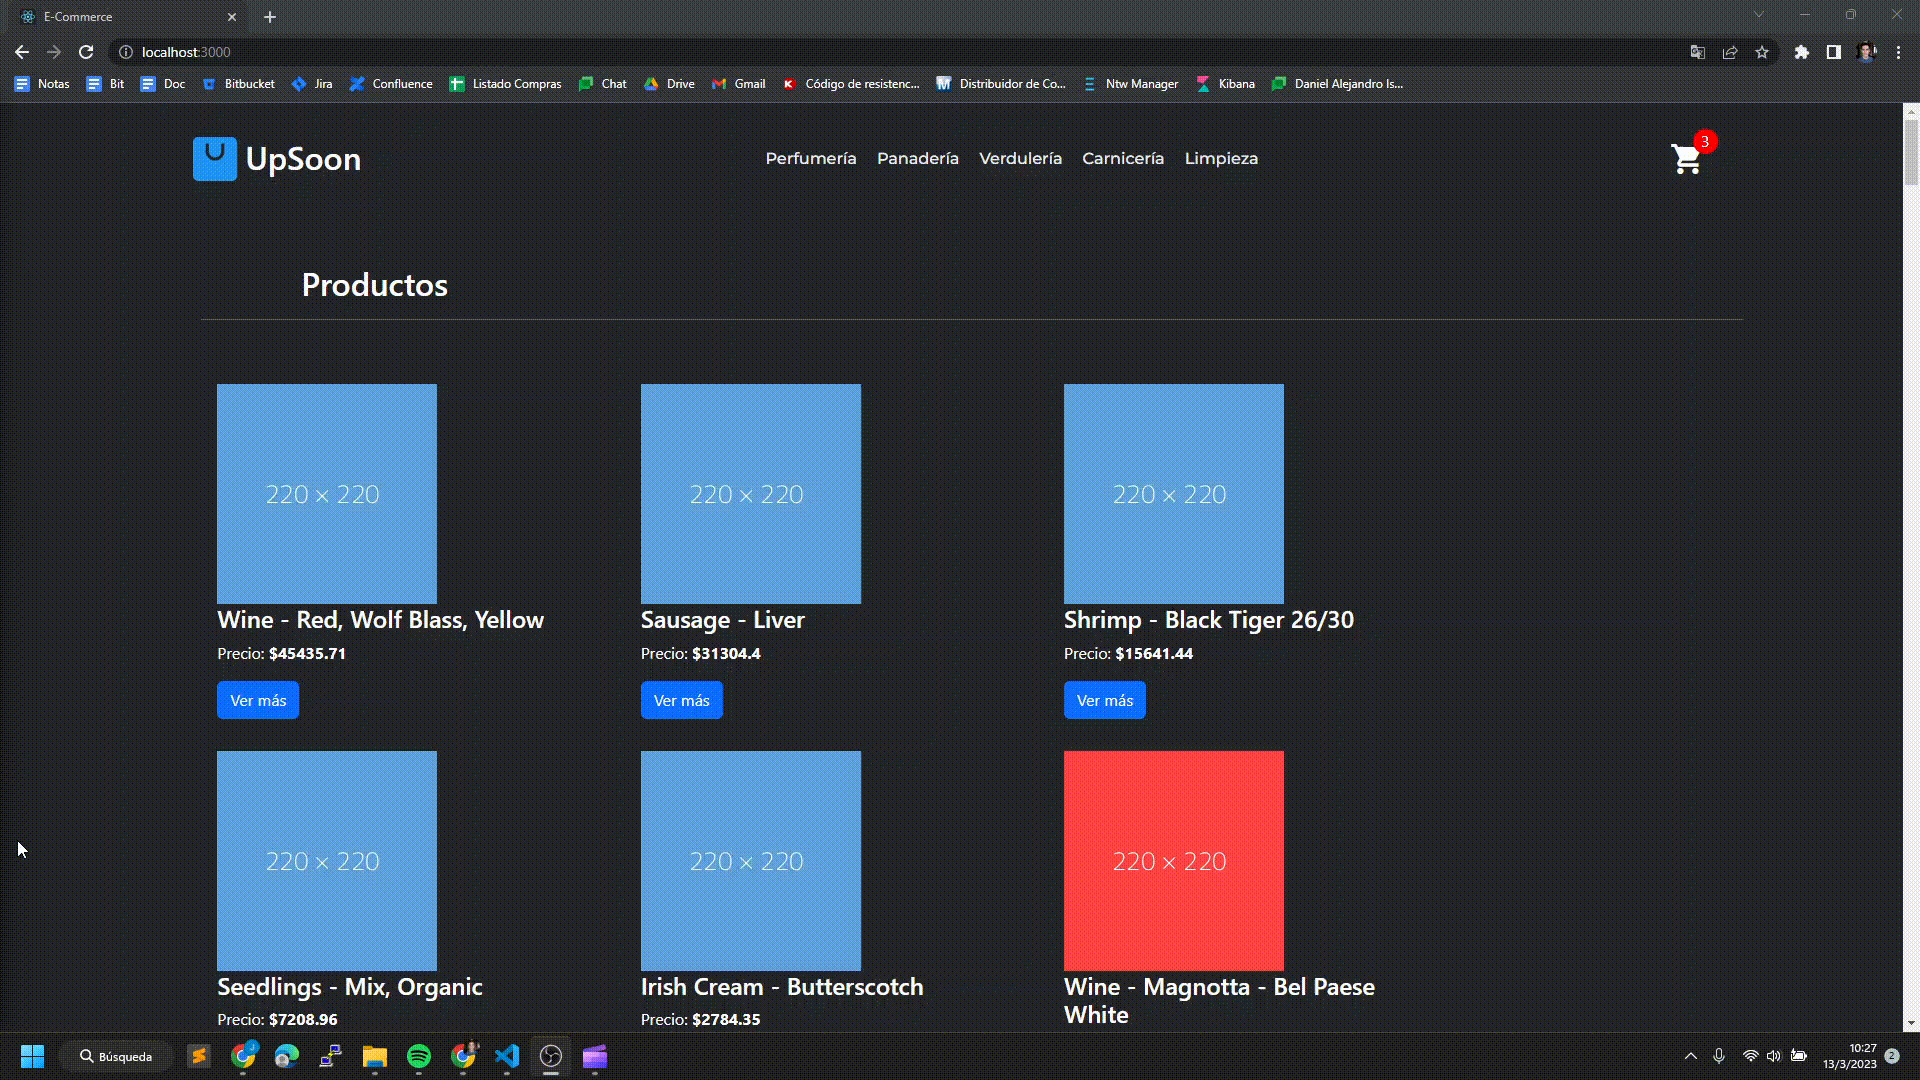 E-Commerce
localhost:3000
Notas Bit Doc Bitbucket Jira Confluence Listado Compras Chat Drive Gmail Código de resistenc... Distribuidor de Co... Ntw Manager Kibana Daniel Alejandro Is...
UpSoon Perfumería Panadería Verdulería Carnicería Limpieza 3
Productos
220 × 220 220 × 220 220 × 220
Wine - Red, Wolf Blass, Yellow Sausage - Liver Shrimp - Black Tiger 26/30
Precio: $45435.71 Precio: $31304.4 Precio: $15641.44
Ver más Ver más Ver más
220 × 220 220 × 220 220 × 220
Seedlings - Mix, Organic Irish Cream - Butterscotch Wine - Magnotta - Bel Paese
White
Precio: $7208.96 Precio: $2784.35
Búsqueda
10:27
13/3/2023 2